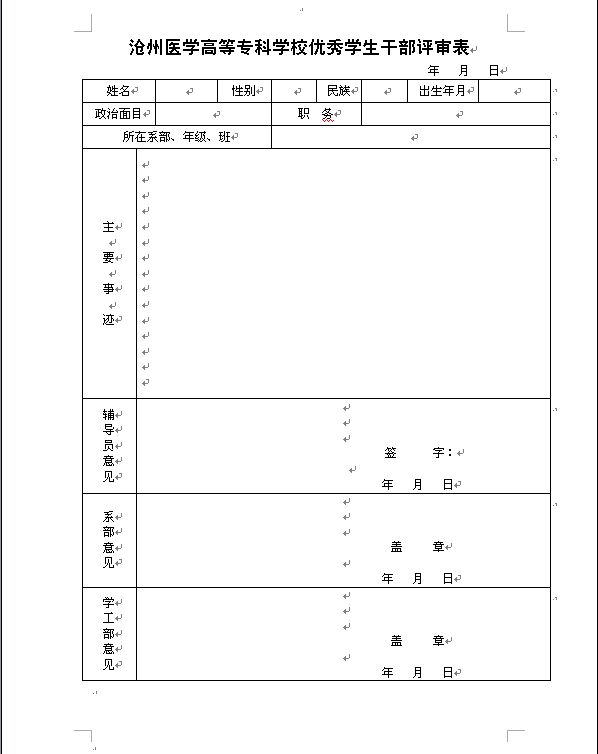 沧州医学高等专科学校优秀学生干部评审表
年 月 日
姓名 性别 民族 出生年月
政治面目 职 务
所在系部、年级、班
主
要
事
迹
辅
导
员
意
见
签 字：
年 月 日
系
部
意
见
盖 章
年 月 日
学
工
部
意
见
盖 章
年 月 日